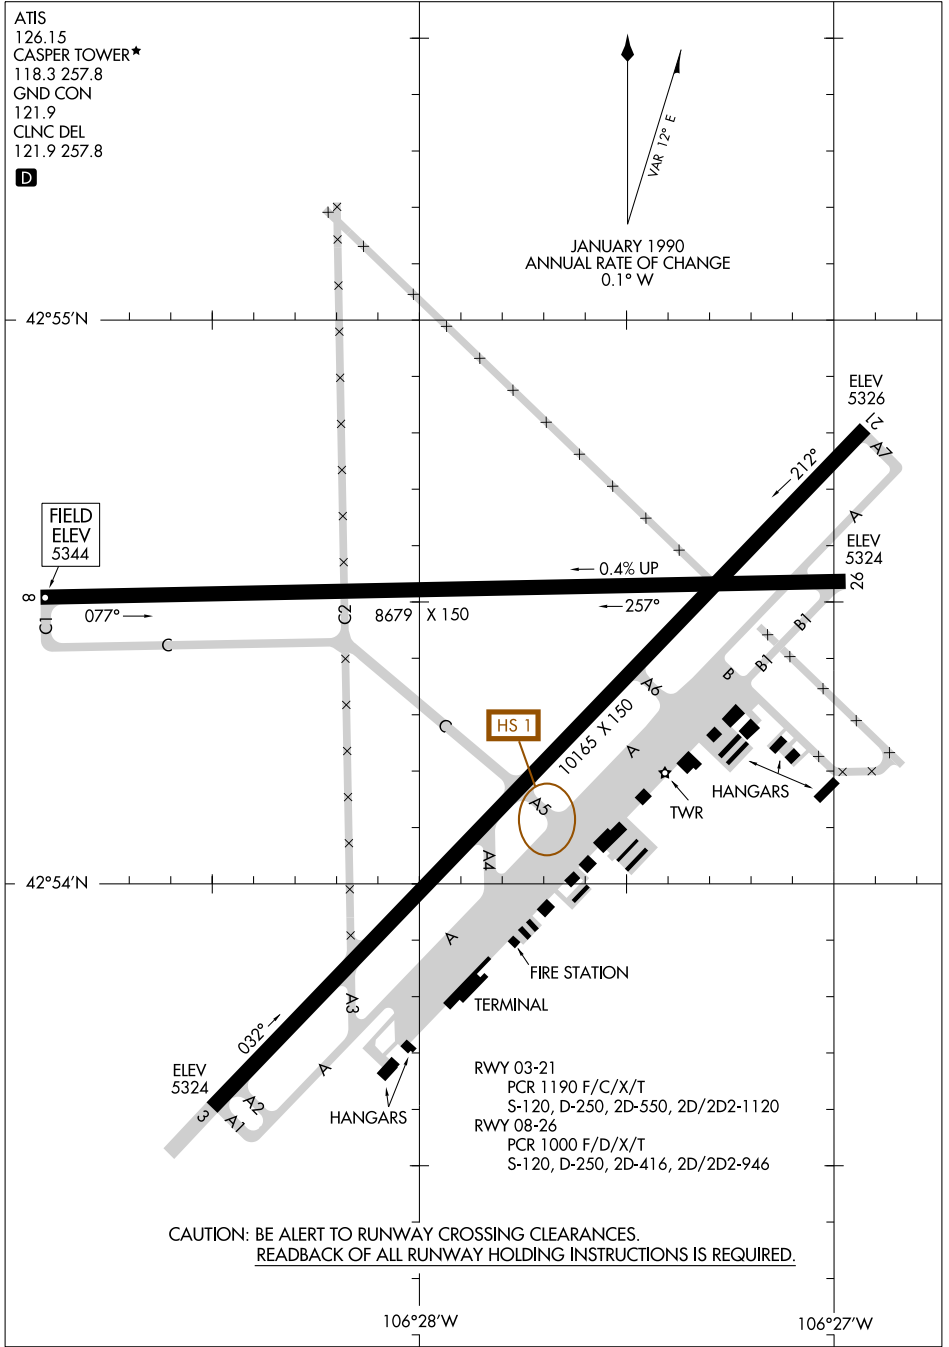 ATIS
126.15
CASPER TOWER★
118.3 257.8
GND CON
121.9
CLNC DEL
121.9 257.8
D
VAR 12° E
JANUARY 1990
ANNUAL RATE OF CHANGE
0.1° W
42°55'N
ELEV
5326
21
A7
212°
A
FIELD
ELEV
5344
ELEV
5324
0.4% UP
8
26
077°
257°
8679 X 150
C1
C2
B1
C
B1
B
A6
C
HS 1
10165 X 150
A
A5
HANGARS
TWR
A4
42°54'N
A
FIRE STATION
A3
TERMINAL
032°
A
ELEV
5324
3
A2
A1
HANGARS
RWY 03-21
PCR 1190 F/C/X/T
S-120, D-250, 2D-550, 2D/2D2-1120
RWY 08-26
PCR 1000 F/D/X/T
S-120, D-250, 2D-416, 2D/2D2-946
CAUTION: BE ALERT TO RUNWAY CROSSING CLEARANCES.
READBACK OF ALL RUNWAY HOLDING INSTRUCTIONS IS REQUIRED.
106°28'W
106°27'W